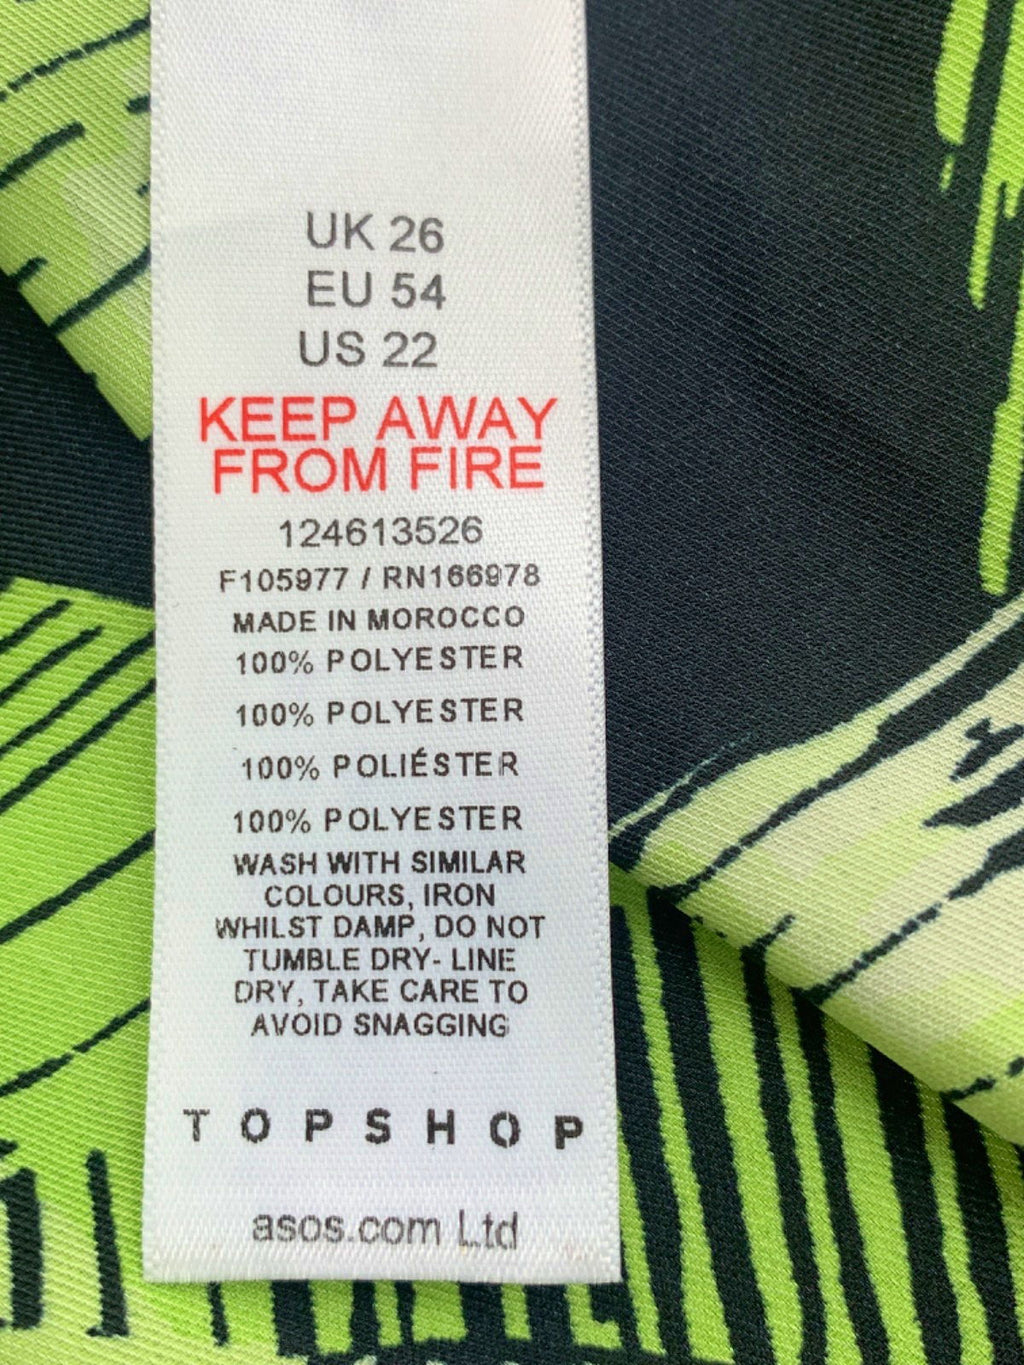 UK 26
EU 54
US 22
KEEP AWAY
FROM FIRE
124613526
F105977 / RN166978
MADE IN MOROCCO
100% POLYESTER
100% POLYESTER
100% POLIÉSTER
100% POLYESTER
WASH WITH SIMILAR
COLOURS, IRON
WHILST DAMP, DO NOT
TUMBLE DRY- LINE
DRY, TAKE CARE TO
AVOID SNAGGING
TOPSHOP
asos.com Ltd